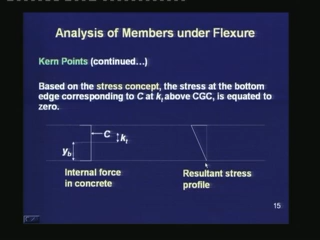 Analysis of Members under Flexure
Kern Points (continued…)
Based on the stress concept, the stress at the bottom
edge corresponding to C at kt above CGC, is equated to
zero.
C
kt
yb
Internal force
in concrete
Resultant stress
profile
15